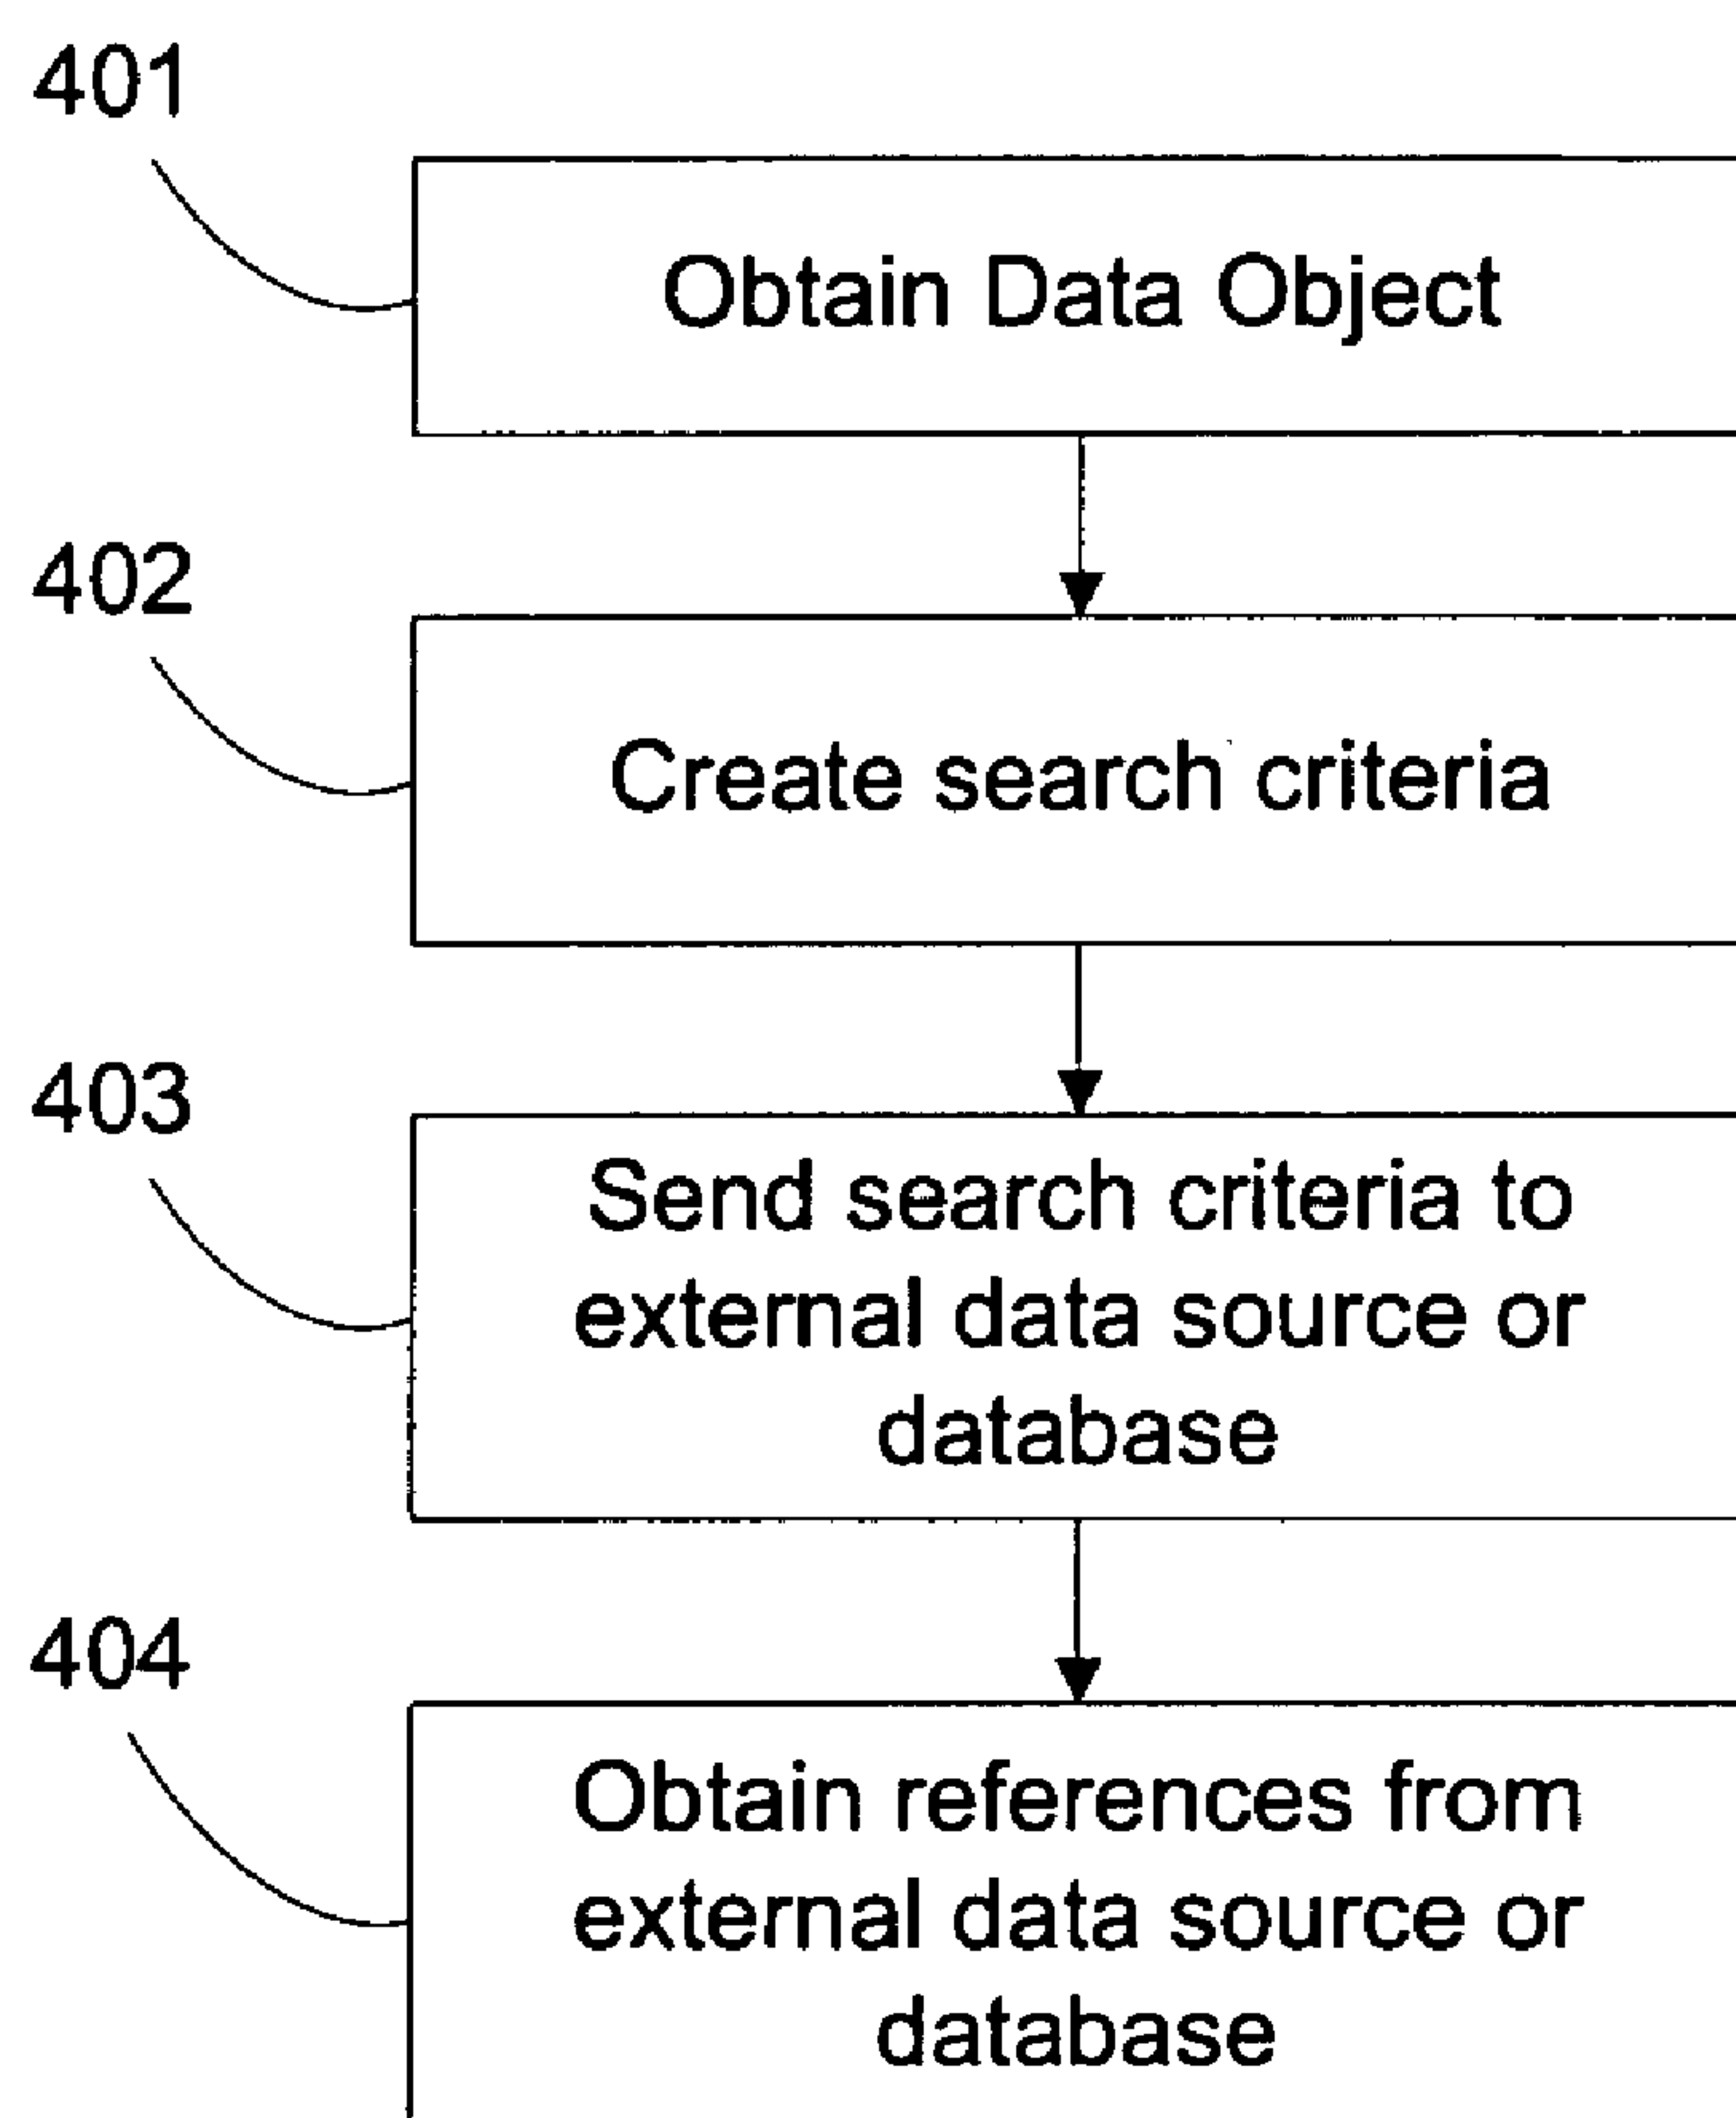 401
Obtain Data Object
402
Create search criteria
403
Send search criteria to
external data source or
database
404
Obtain references from
external data source or
database